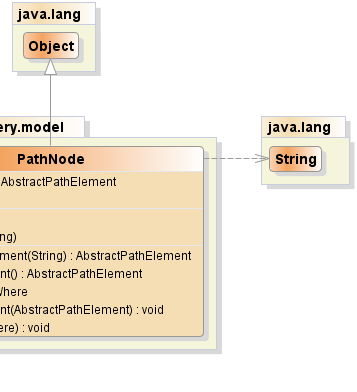 java.lang
Object
ery.model
java.lang
PathNode
String
AbstractPathElement
ng)
ment(String) : AbstractPathElement
nt() : AbstractPathElement
Where
nt(AbstractPathElement) : void
ere) : void